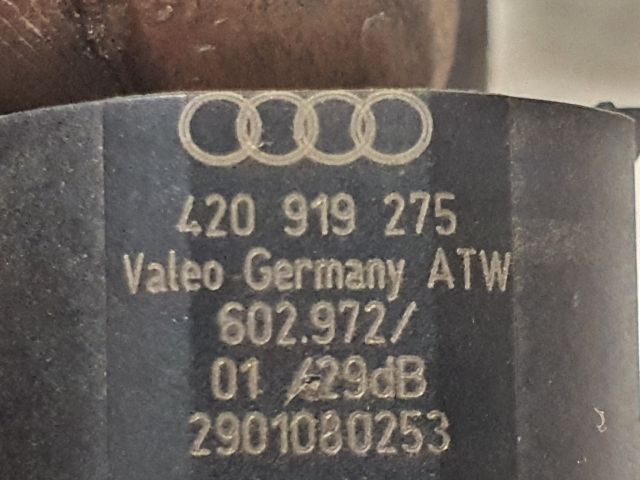 420 919 275
Valeo Germany ATW
602.972/
01 29dB
2901080253